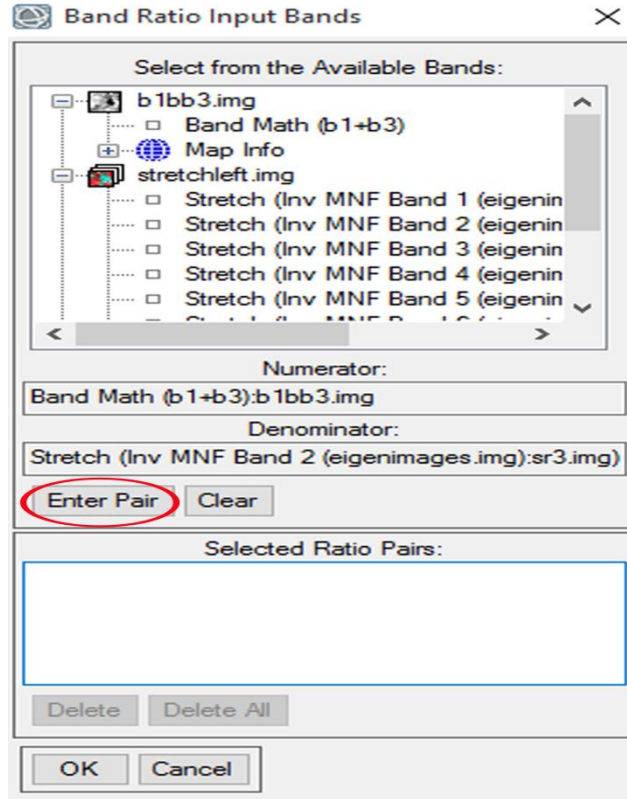 Band Ratio Input Bands
Select from the Available Bands:
b1bb3.img
Band Math (b1+b3)
Map Info
stretchleft.img
Stretch (Inv MNF Band 1 (eigenin
Stretch (Inv MNF Band 2 (eigenin
Stretch (Inv MNF Band 3 (eigenin
Stretch (Inv MNF Band 4 (eigenin
Stretch (Inv MNF Band 5 (eigenin
Numerator:
Band Math (b1+b3):b1bb3.img
Denominator:
Stretch (Inv MNF Band 2 (eigenimages.img):sr3.img)
Enter Pair Clear
Selected Ratio Pairs:
Delete Delete All
OK Cancel